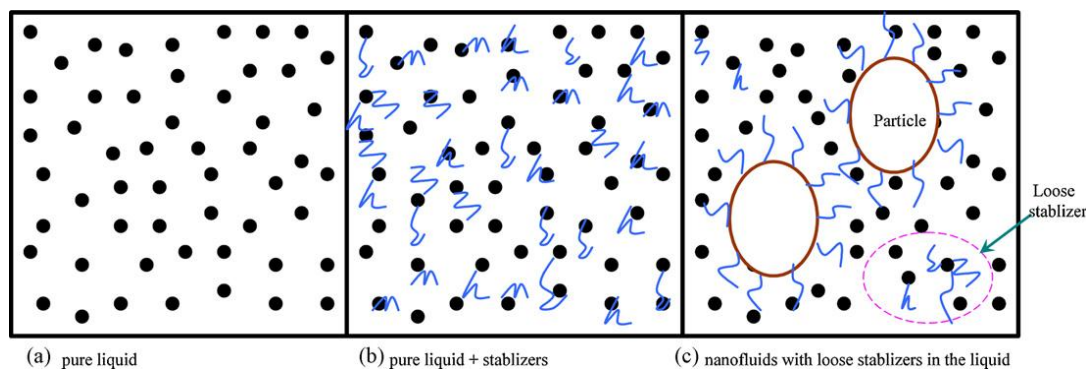 Particle
Loose
stablizer
(a) pure liquid
(b) pure liquid + stablizers
(c) nanofluids with loose stablizers in the liquid